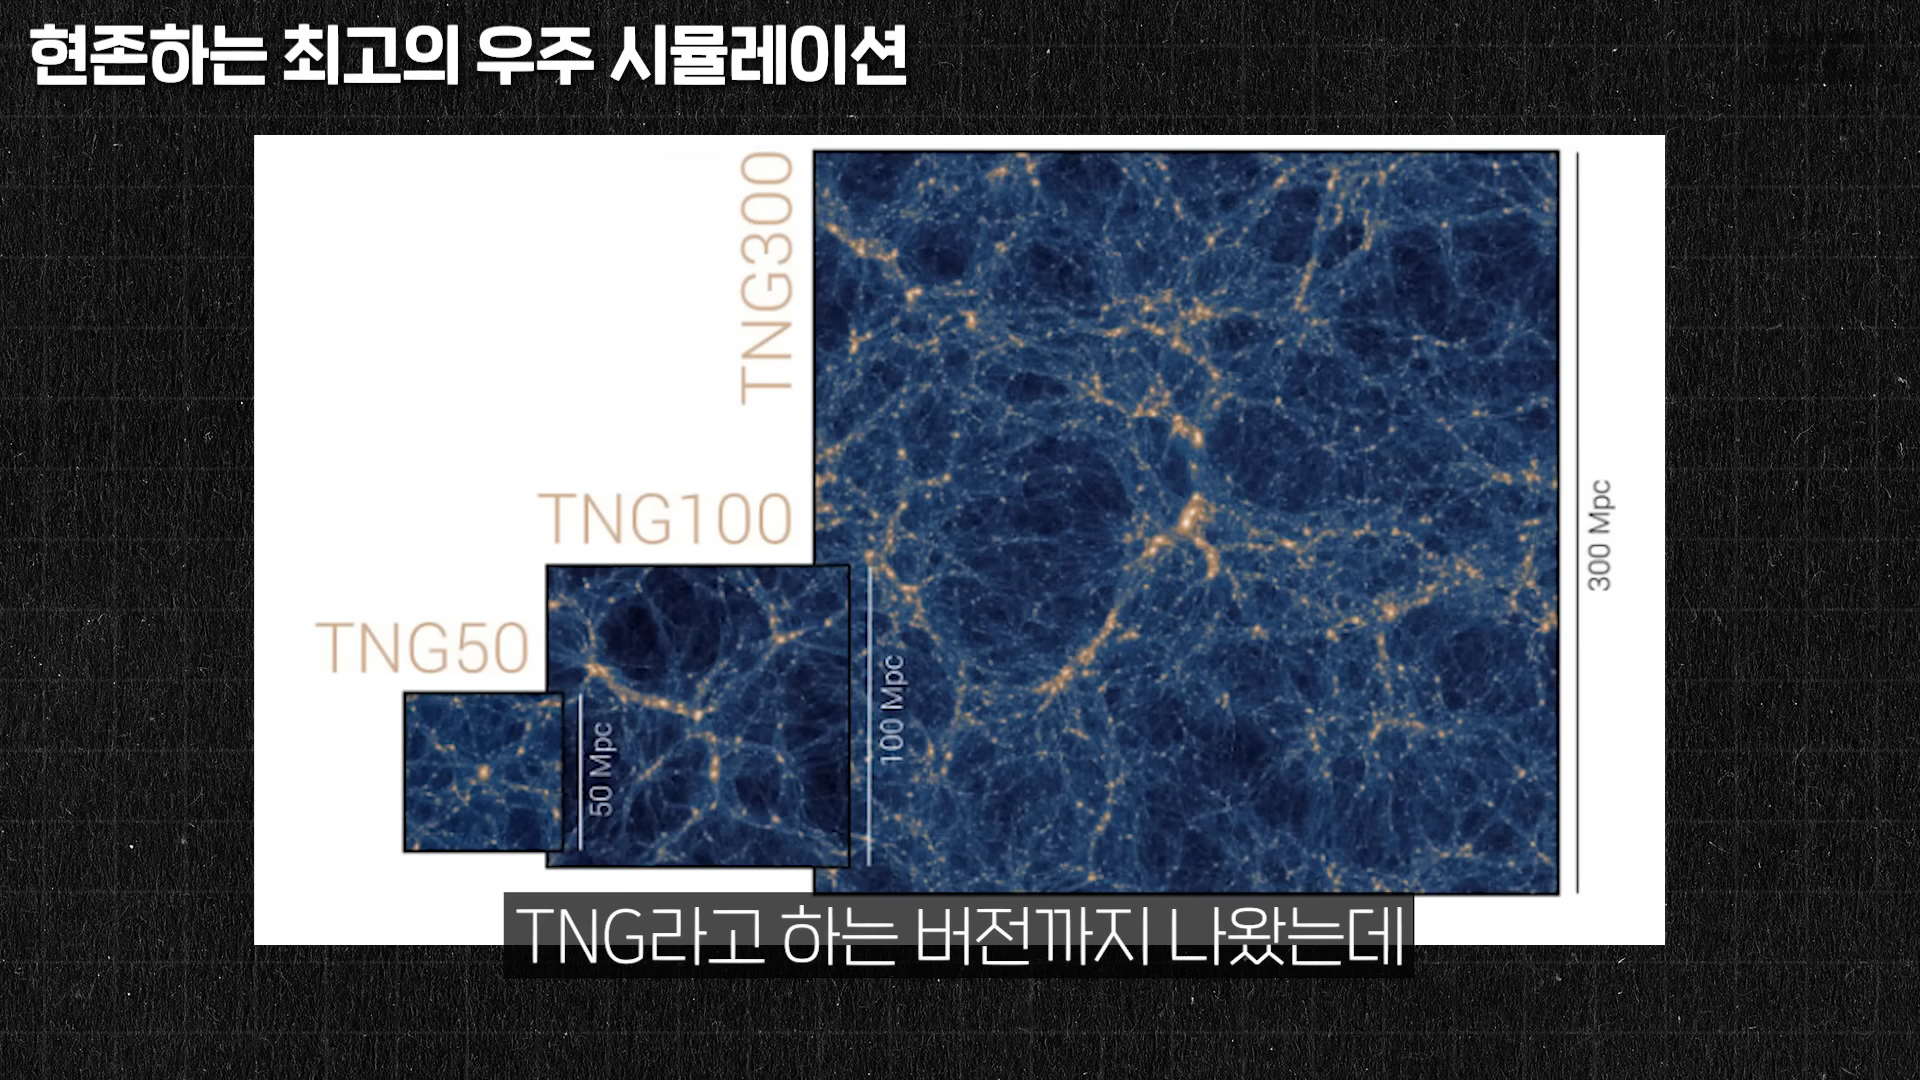 현존하는 최고의 우주 시뮬레이션
TNG300
300 Mpc
TNG100
100 Mpc
TNG50
50 Mpc
TNG라고 하는 버전까지 나왔는데